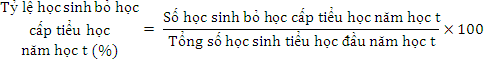 Tỷ lệ học sinh bỏ học
cấp tiểu học
năm học t (%)
=
Số học sinh bỏ học cấp tiểu học năm học t
Tổng số học sinh tiểu học đầu năm học t
×100